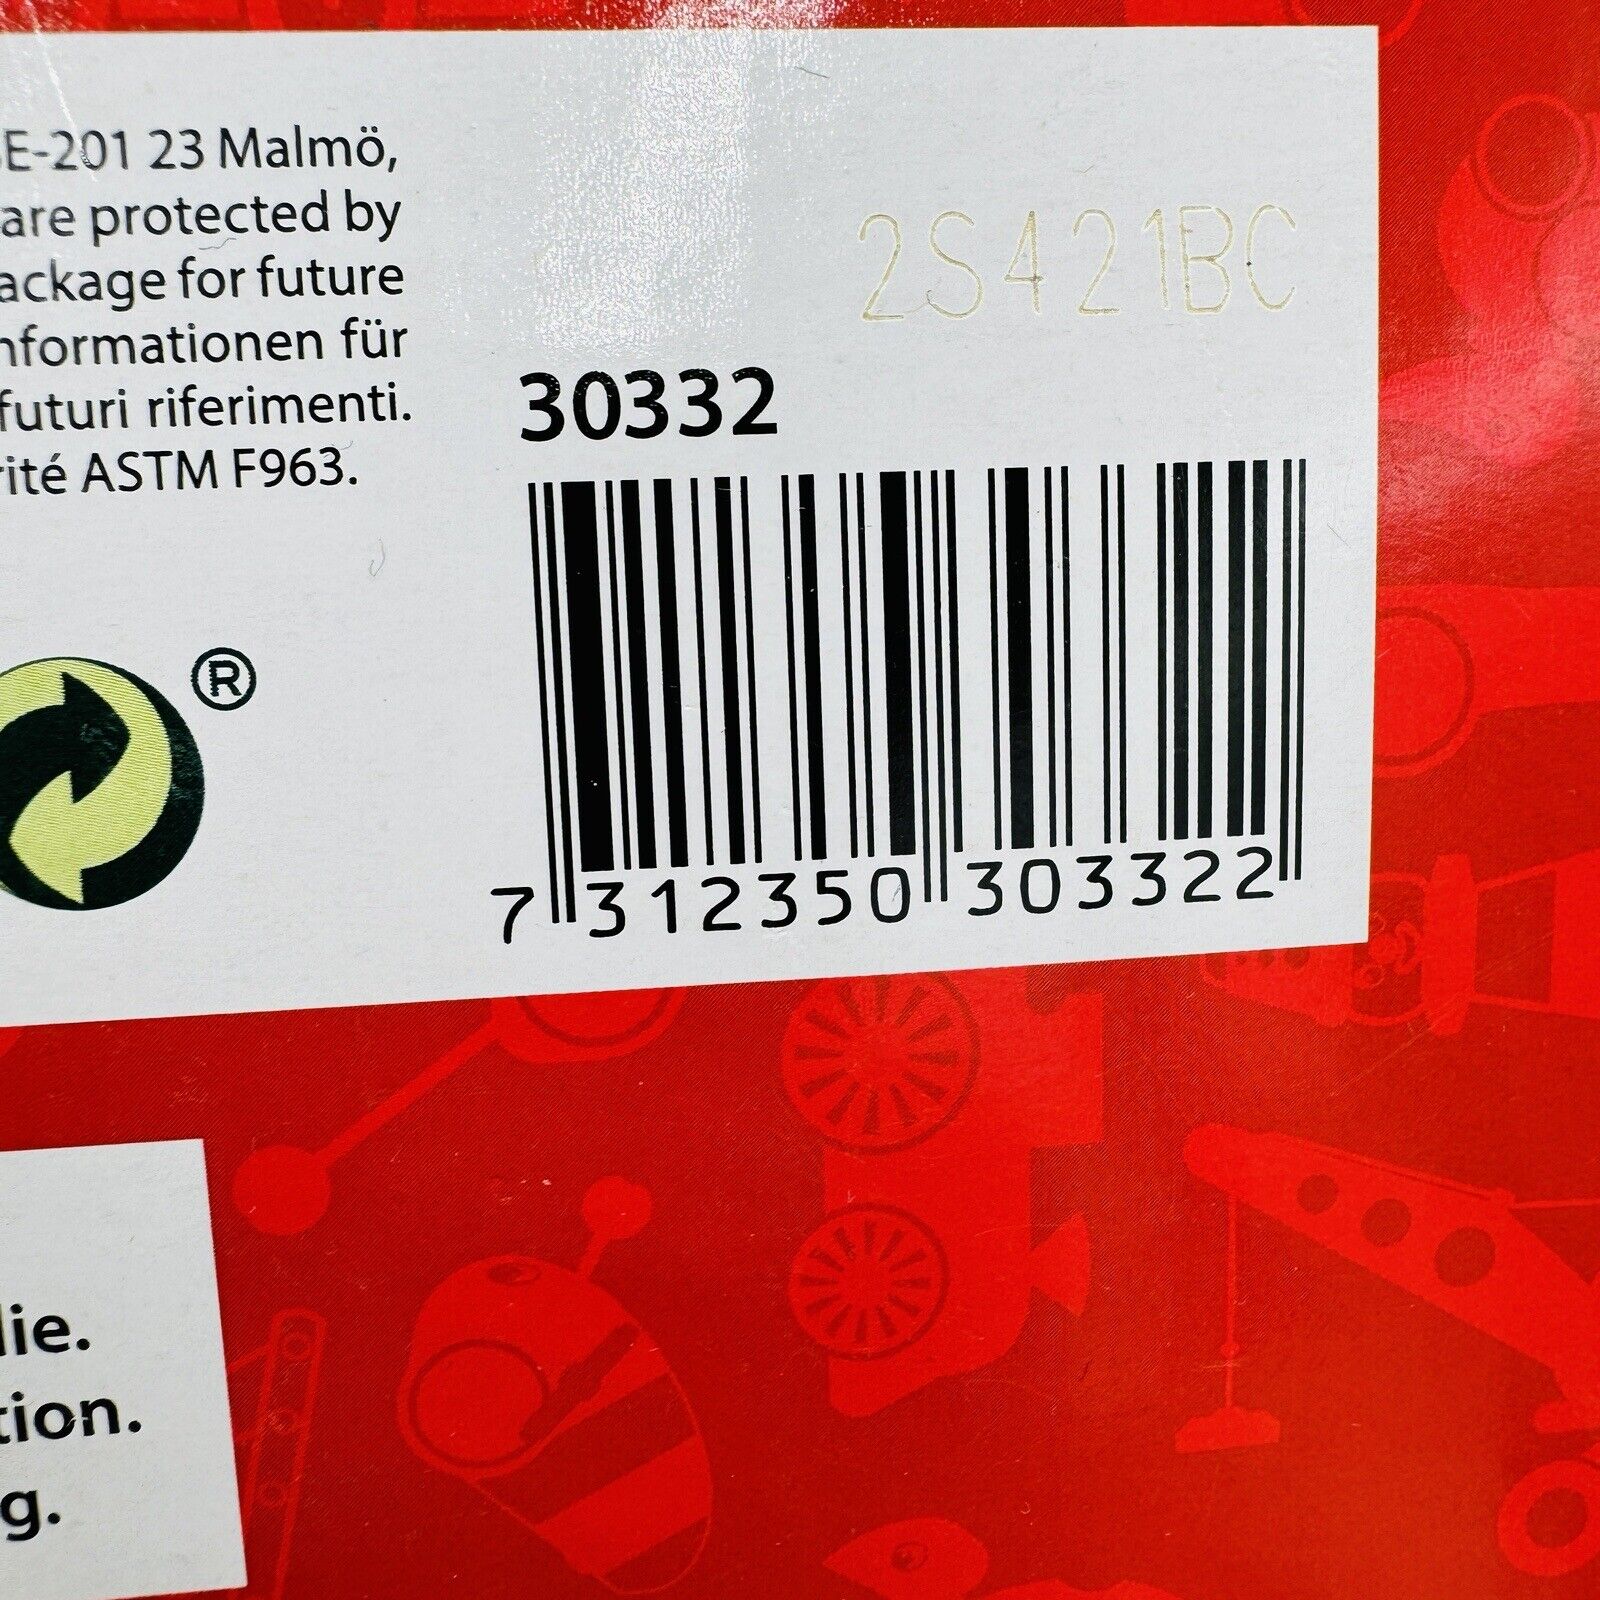 E-201 23 Malmö,
are protected by
ackage for future
nformationen für
futuri riferimenti.
rité ASTM F963.
2S421BC
30332
®
7 312350 303322
lie.
tion.
g.